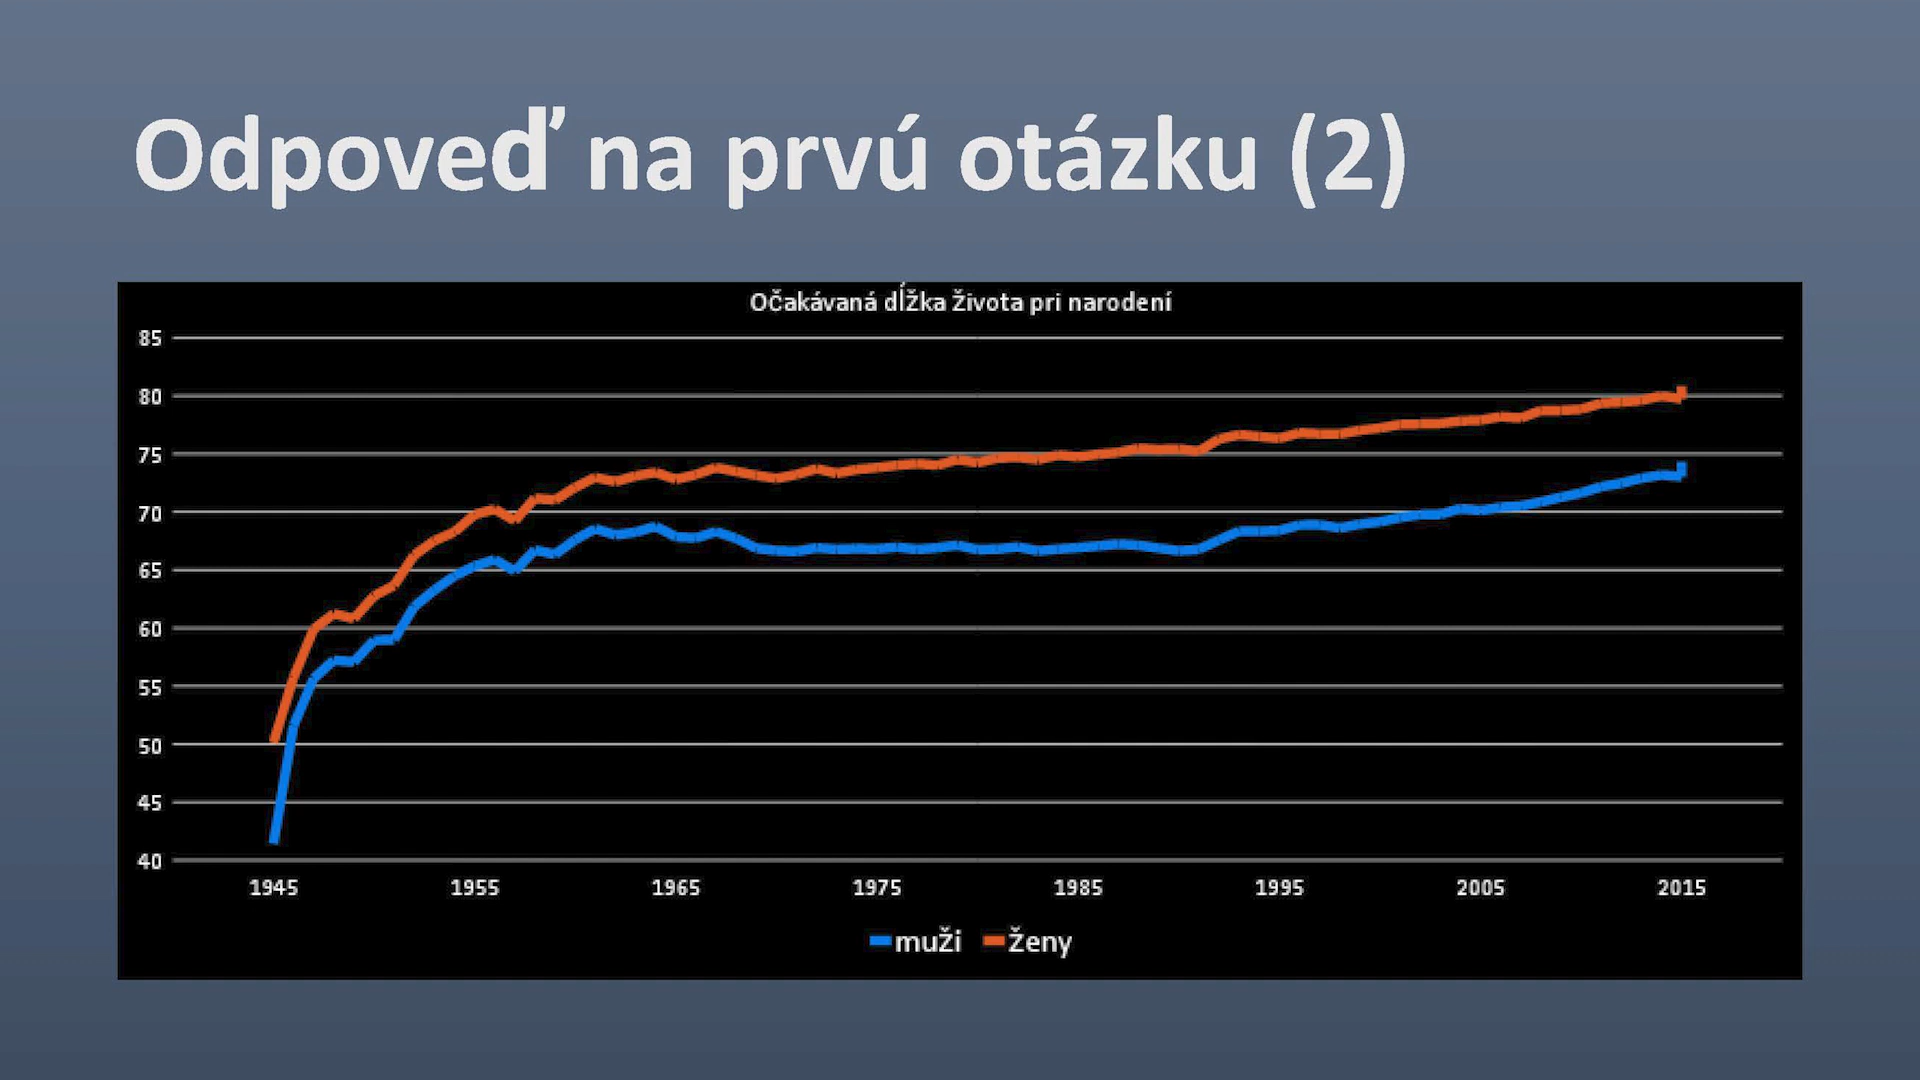 Odpoveď na prvú otázku (2)
Očakávaná dĺžka života pri narodení
85
80
75
70
65
60
55
50
45
40
1945 1955 1965 1975 1985 1995 2005 2015
muži ženy